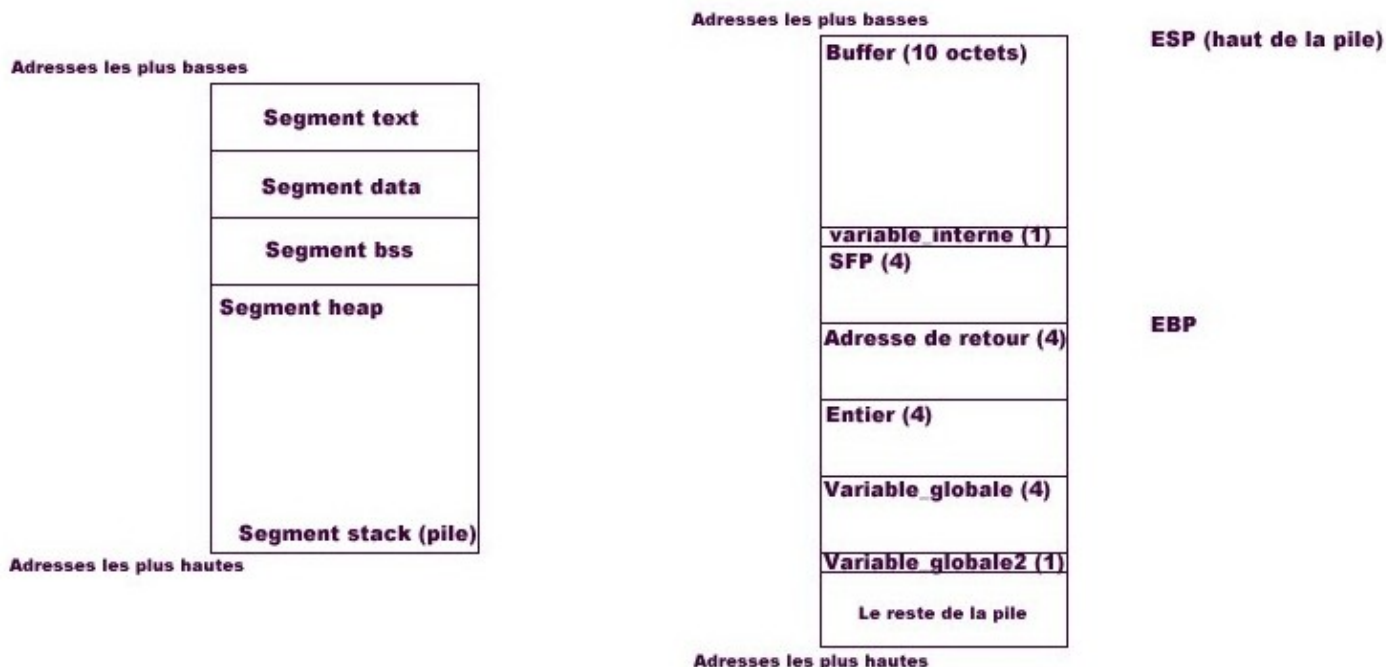 Adresses les plus basses
Segment text
Segment data
Segment bss
Segment heap
Segment stack (pile)
Adresses les plus hautes
Adresses les plus basses
Buffer (10 octets)
ESP (haut de la pile)
variable_interne (1)
SFP (4)
Adresse de retour (4)
EBP
Entier (4)
Variable_globale (4)
Variable_globale2 (1)
Le reste de la pile
Adresses les plus hautes